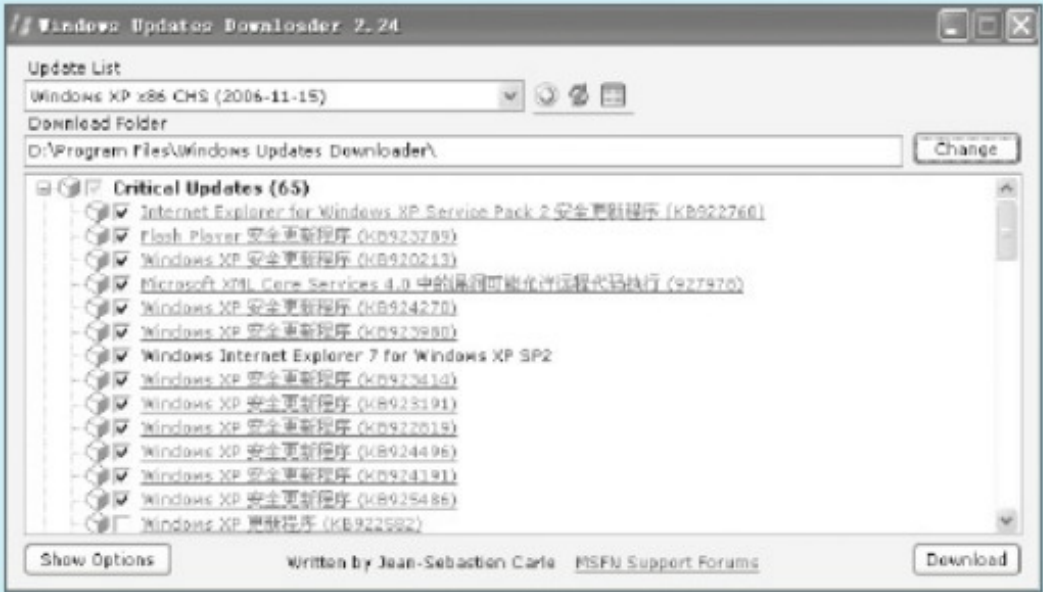 Windows Updates Downloader 2.24
Update List
Windows XP x86 CHS (2006-11-15)
Download Folder
D:\Program Files\Windows Updates Downloader\
Change
Critical Updates (65)
Internet Explorer for Windows XP Service Pack 2 安全更新程序 (KB922760)
Flash Player 安全更新程序 (KB923789)
Windows XP 安全更新程序 (KB920213)
Microsoft XML Core Services 4.0 中的漏洞可能允许远程代码执行 (927978)
Windows XP 安全更新程序 (KB924270)
Windows XP 安全更新程序 (KB923980)
Windows Internet Explorer 7 for Windows XP SP2
Windows XP 安全更新程序 (KB923414)
Windows XP 安全更新程序 (KB923191)
Windows XP 安全更新程序 (KB922819)
Windows XP 安全更新程序 (KB924496)
Windows XP 安全更新程序 (KB924191)
Windows XP 安全更新程序 (KB925486)
Windows XP 更新程序 (KB922582)
Show Options
Written by Jean-Sebastien Carle
MSFN Support Forums
Download